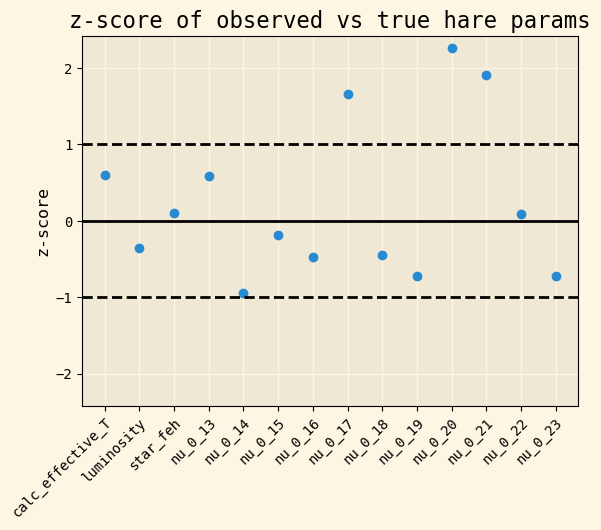 z-score of observed vs true hare params
z-score
2
1
0
−1
−2
calc_effective_T
luminosity
star_feh
nu_0_13
nu_0_14
nu_0_15
nu_0_16
nu_0_17
nu_0_18
nu_0_19
nu_0_20
nu_0_21
nu_0_22
nu_0_23